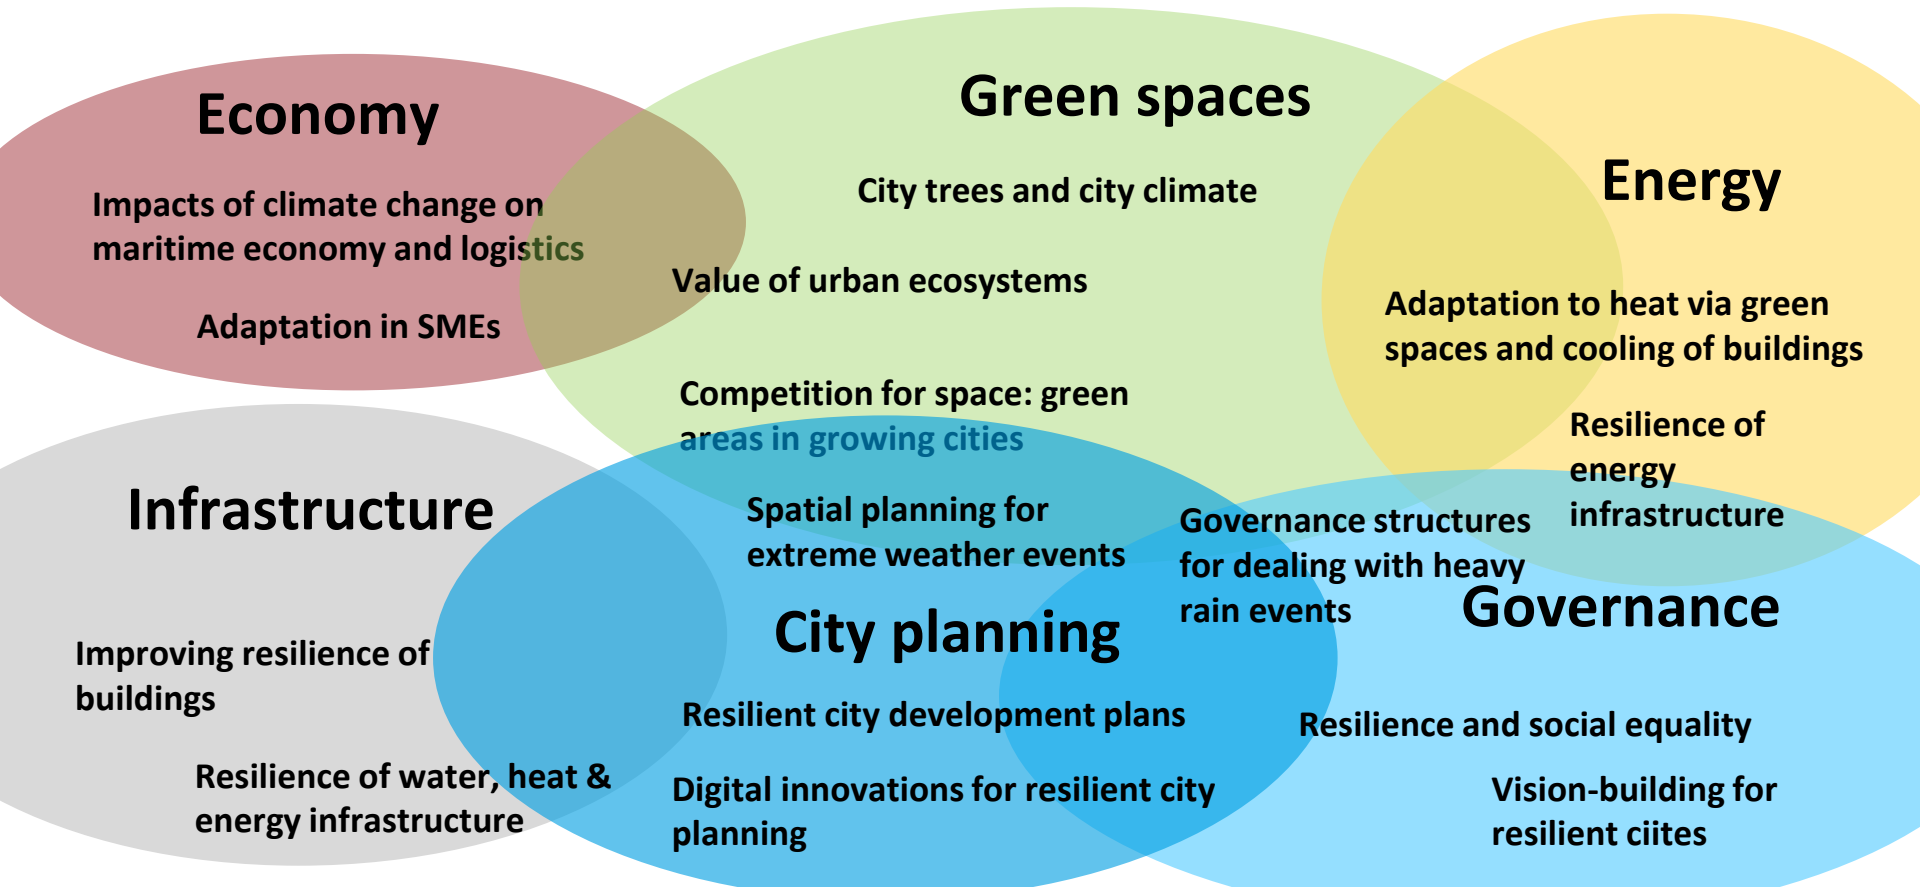 Economy
Impacts of climate change on
maritime economy and logistics
Adaptation in SMEs
Green spaces
City trees and city climate
Value of urban ecosystems
Competition for space: green
areas in growing cities
Energy
Adaptation to heat via green
spaces and cooling of buildings
Resilience of
energy
infrastructure
Infrastructure
Improving resilience of
buildings
Resilience of water, heat &
energy infrastructure
Spatial planning for
extreme weather events
City planning
Resilient city development plans
Digital innovations for resilient city
planning
Governance structures
for dealing with heavy
rain events
Governance
Resilience and social equality
Vision-building for
resilient ciites